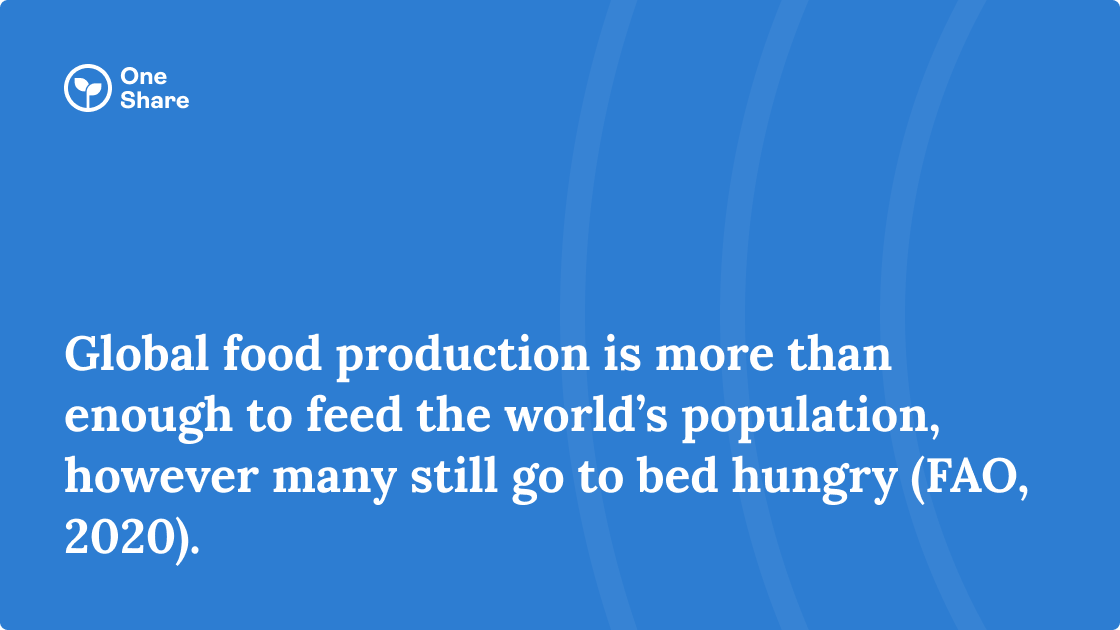 One
Share
Global food production is more than
enough to feed the world’s population,
however many still go to bed hungry (FAO,
2020).